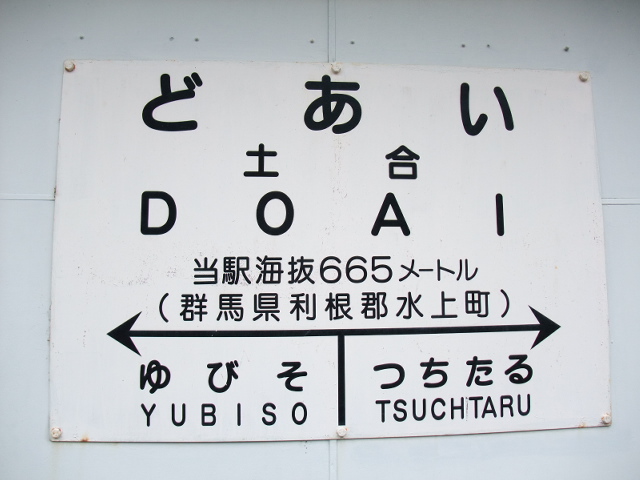 どあい
土合
DOAI
当駅海抜665メートル
(群馬県利根郡水上町)
ゆびそ つちたる
YUBISO TSUCHTARU